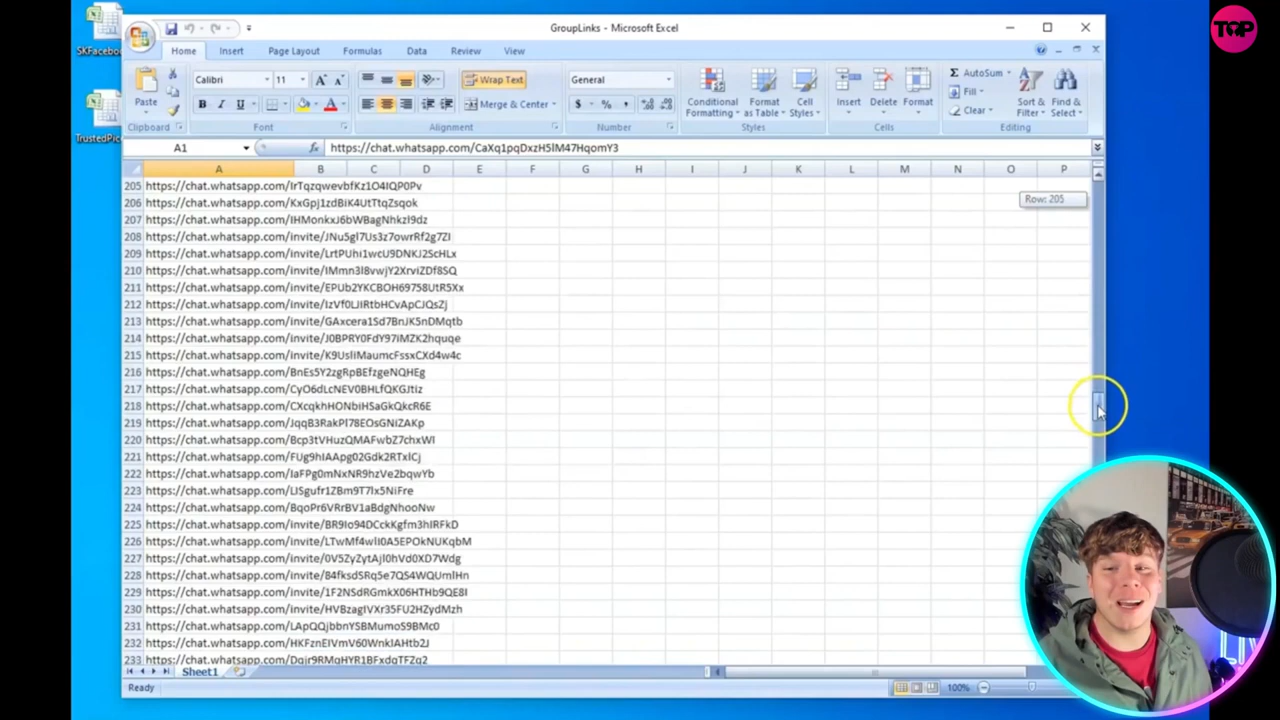 TOP
SKFacebo
TrustedPic
GroupLinks - Microsoft Excel
Home Insert Page Layout Formulas Data Review View
Paste
Calibri 11
B I U
Wrap Text
Merge & Center
General
$ % ,
Conditional Formatting
Format as Table
Cell Styles
Insert Delete Format
AutoSum
Fill
Clear
Sort & Filter
Find & Select
Clipboard Font Alignment Number Styles Cells Editing
A1 fx https://chat.whatsapp.com/CaXq1pqDxzH5lM47HqomY3
A B C D E F G H I J K L M N O P
Row: 205
205 https://chat.whatsapp.com/IrTqzqwevbfKz1O4IQP0Pv
206 https://chat.whatsapp.com/KxGpj1zdBiK4UtTtqZsqok
207 https://chat.whatsapp.com/IHMonkxJ6bWBagNhkzl9dz
208 https://chat.whatsapp.com/invite/JNu5gl7Us3z7owrRf2g7ZI
209 https://chat.whatsapp.com/invite/LrtPUhi1wcU9DNKJ2ScHLx
210 https://chat.whatsapp.com/invite/IMmn3l8vwjY2XrviZDf8SQ
211 https://chat.whatsapp.com/invite/EPUb2YKCBOH69758UtR5Xx
212 https://chat.whatsapp.com/invite/IzVf0LJIRtbHCvApCJQsZj
213 https://chat.whatsapp.com/invite/GAxcera1Sd7BnJK5nDMqtb
214 https://chat.whatsapp.com/invite/J0BPRY0FdY97iMZK2hquqe
215 https://chat.whatsapp.com/invite/K9UsliMaumcFssxCXd4w4c
216 https://chat.whatsapp.com/BnEs5Y2zgRpBEfzgeNQHEg
217 https://chat.whatsapp.com/CyO6dLcNEV0BHLfQKGJtiz
218 https://chat.whatsapp.com/CXcqkhHONbiHSaGkQkcR6E
219 https://chat.whatsapp.com/JqqB3RakPl78EOsGNiZAKp
220 https://chat.whatsapp.com/Bcp3tVHuzQMAFwbZ7chxWl
221 https://chat.whatsapp.com/FUg9hIAApg02Gdk2RTxlCj
222 https://chat.whatsapp.com/IaFPg0mNxNR9hzVe2bqwYb
223 https://chat.whatsapp.com/LISgufr1ZBm9T7lx5NiFre
224 https://chat.whatsapp.com/BqoPr6VRrBV1aBdgNhooNw
225 https://chat.whatsapp.com/invite/BR9Io94DCckKgfm3hIRFkD
226 https://chat.whatsapp.com/invite/LTwMf4wlI0A5EPOkNUKqbM
227 https://chat.whatsapp.com/invite/0V5ZyZytAjl0hVd0XD7Wdg
228 https://chat.whatsapp.com/invite/84fksdSRq5e7QS4WQUmlHn
229 https://chat.whatsapp.com/invite/1F2NSdRGmkX06HTHb9QE8I
230 https://chat.whatsapp.com/invite/HVBzagIVXr35FU2HZydMzh
231 https://chat.whatsapp.com/LApQQjbbnYSBMumoS9BMc0
232 https://chat.whatsapp.com/HKFznEIVmV60WnkIAHtb2J
233 https://chat.whatsapp.com/Dqjr9RMgHYR1BFxdqTFZq2
Sheet1
Ready
100%